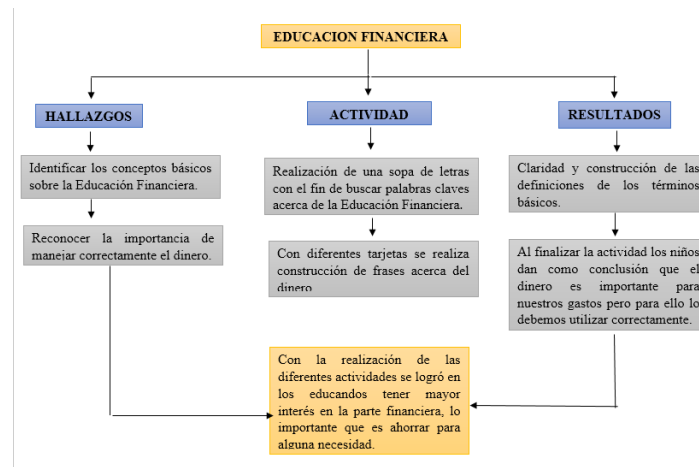 EDUCACION FINANCIERA
HALLAZGOS
ACTIVIDAD
RESULTADOS
Identificar los conceptos básicos
sobre la Educación Financiera.
Reconocer la importancia de
manejar correctamente el dinero.
Realización de una sopa de letras
con el fin de buscar palabras claves
acerca de la Educación Financiera.
Con diferentes tarjetas se realiza
construcción de frases acerca del
dinero
Claridad y construcción de las
definiciones de los términos
básicos.
Al finalizar la actividad los niños
dan como conclusión que el
dinero es importante para
nuestros gastos pero para ello lo
debemos utilizar correctamente.
Con la realización de las
diferentes actividades se logró en
los educandos tener mayor
interés en la parte financiera, lo
importante que es ahorrar para
alguna necesidad.